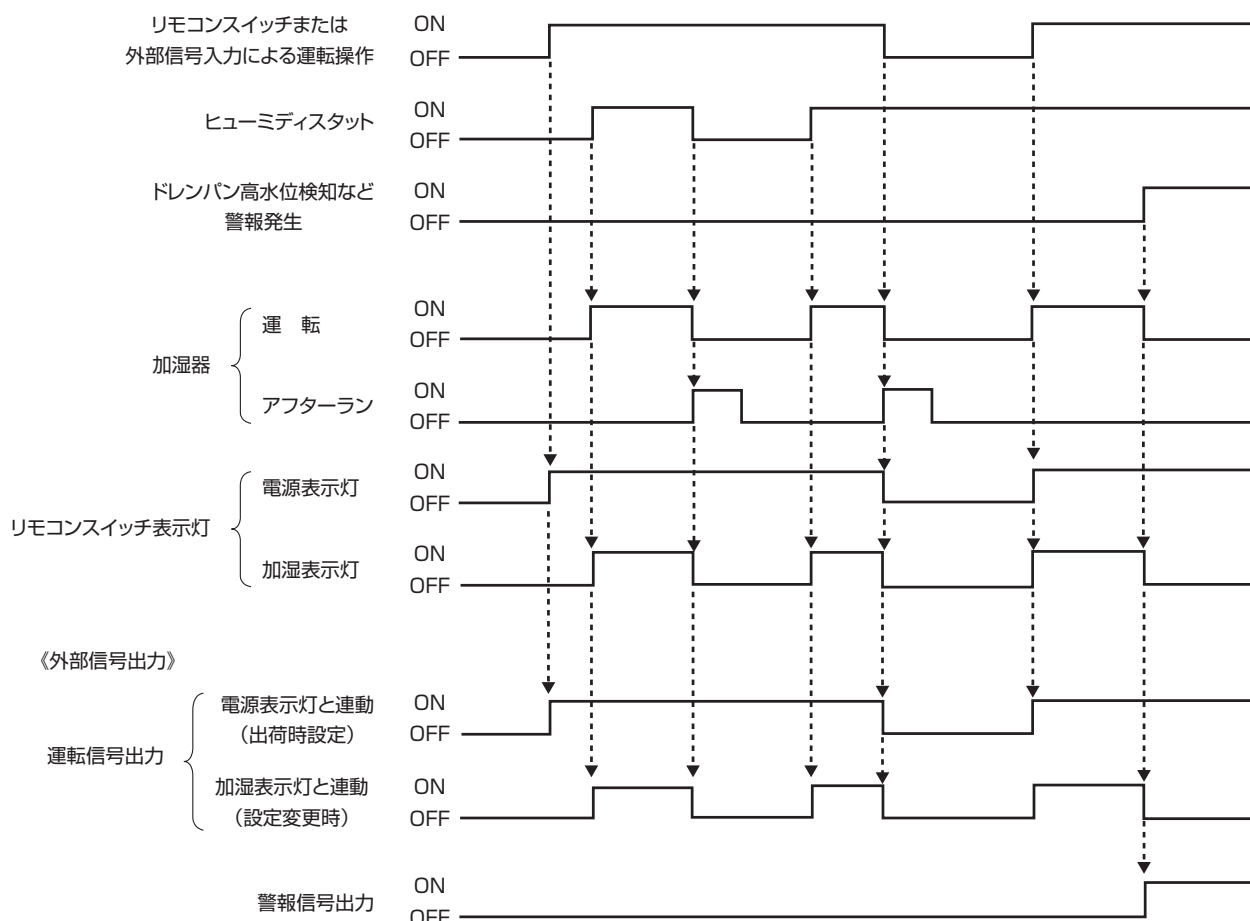 リモコンスイッチまたは
外部信号入力による運転操作
ON
OFF
ヒューミディスタット
ON
OFF
ドレンパン高水位検知など
警報発生
ON
OFF
加湿器
運 転
ON
OFF
アフターラン
ON
OFF
リモコンスイッチ表示灯
電源表示灯
ON
OFF
加湿表示灯
ON
OFF
《外部信号出力》
運転信号出力
電源表示灯と連動
（出荷時設定）
ON
OFF
加湿表示灯と連動
（設定変更時）
ON
OFF
警報信号出力
ON
OFF